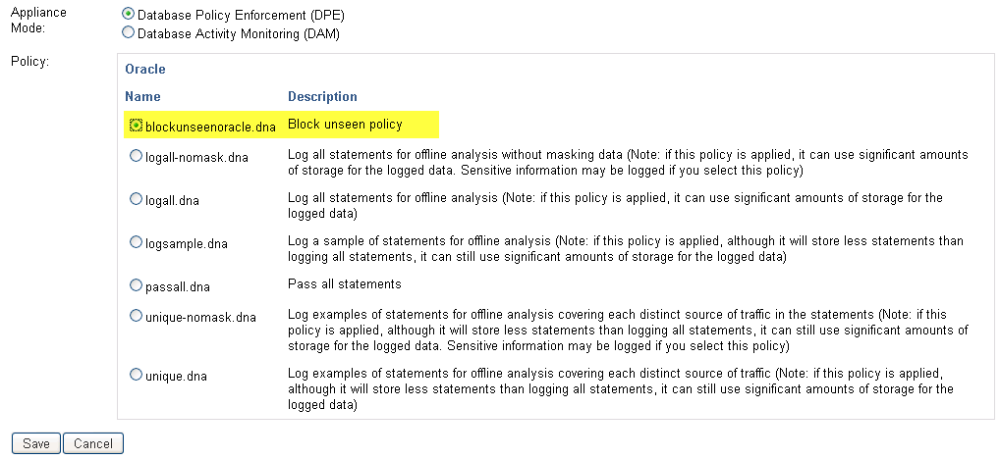 Appliance Mode:
Database Policy Enforcement (DPE)
Database Activity Monitoring (DAM)
Policy:
Oracle
Name Description
blockunseenoracle.dna Block unseen policy
logall-nomask.dna Log all statements for offline analysis without masking data (Note: if this policy is applied, it can use significant amounts
of storage for the logged data. Sensitive information may be logged if you select this policy)
logall.dna Log all statements for offline analysis (Note: if this policy is applied, it can use significant amounts of storage for the
logged data)
logsample.dna Log a sample of statements for offline analysis (Note: if this policy is applied, although it will store less statements than
logging all statements, it can still use significant amounts of storage for the logged data)
passall.dna Pass all statements
unique-nomask.dna Log examples of statements for offline analysis covering each distinct source of traffic in the statements (Note: if this
policy is applied, although it will store less statements than logging all statements, it can still use significant amounts of
storage for the logged data. Sensitive information may be logged if you select this policy)
unique.dna Log examples of statements for offline analysis covering each distinct source of traffic (Note: if this policy is applied,
although it will store less statements than logging all statements, it can still use significant amounts of storage for the
logged data)
Save Cancel